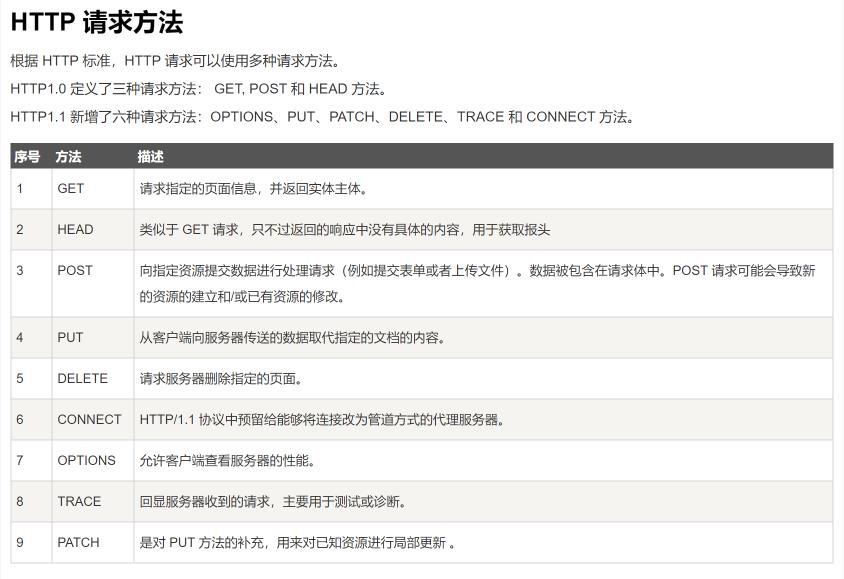 HTTP 请求方法
根据 HTTP 标准，HTTP 请求可以使用多种请求方法。
HTTP1.0 定义了三种请求方法： GET, POST 和 HEAD 方法。
HTTP1.1 新增了六种请求方法：OPTIONS、PUT、PATCH、DELETE、TRACE 和 CONNECT 方法。
序号 方法 描述
1 GET 请求指定的页面信息，并返回实体主体。
2 HEAD 类似于 GET 请求，只不过返回的响应中没有具体的内容，用于获取报头
3 POST 向指定资源提交数据进行处理请求（例如提交表单或者上传文件）。数据被包含在请求体中。POST 请求可能会导致新
的资源的建立和/或已有资源的修改。
4 PUT 从客户端向服务器传送的数据取代指定的文档的内容。
5 DELETE 请求服务器删除指定的页面。
6 CONNECT HTTP/1.1 协议中预留给能够将连接改为管道方式的代理服务器。
7 OPTIONS 允许客户端查看服务器的性能。
8 TRACE 回显服务器收到的请求，主要用于测试或诊断。
9 PATCH 是对 PUT 方法的补充，用来对已知资源进行局部更新 。